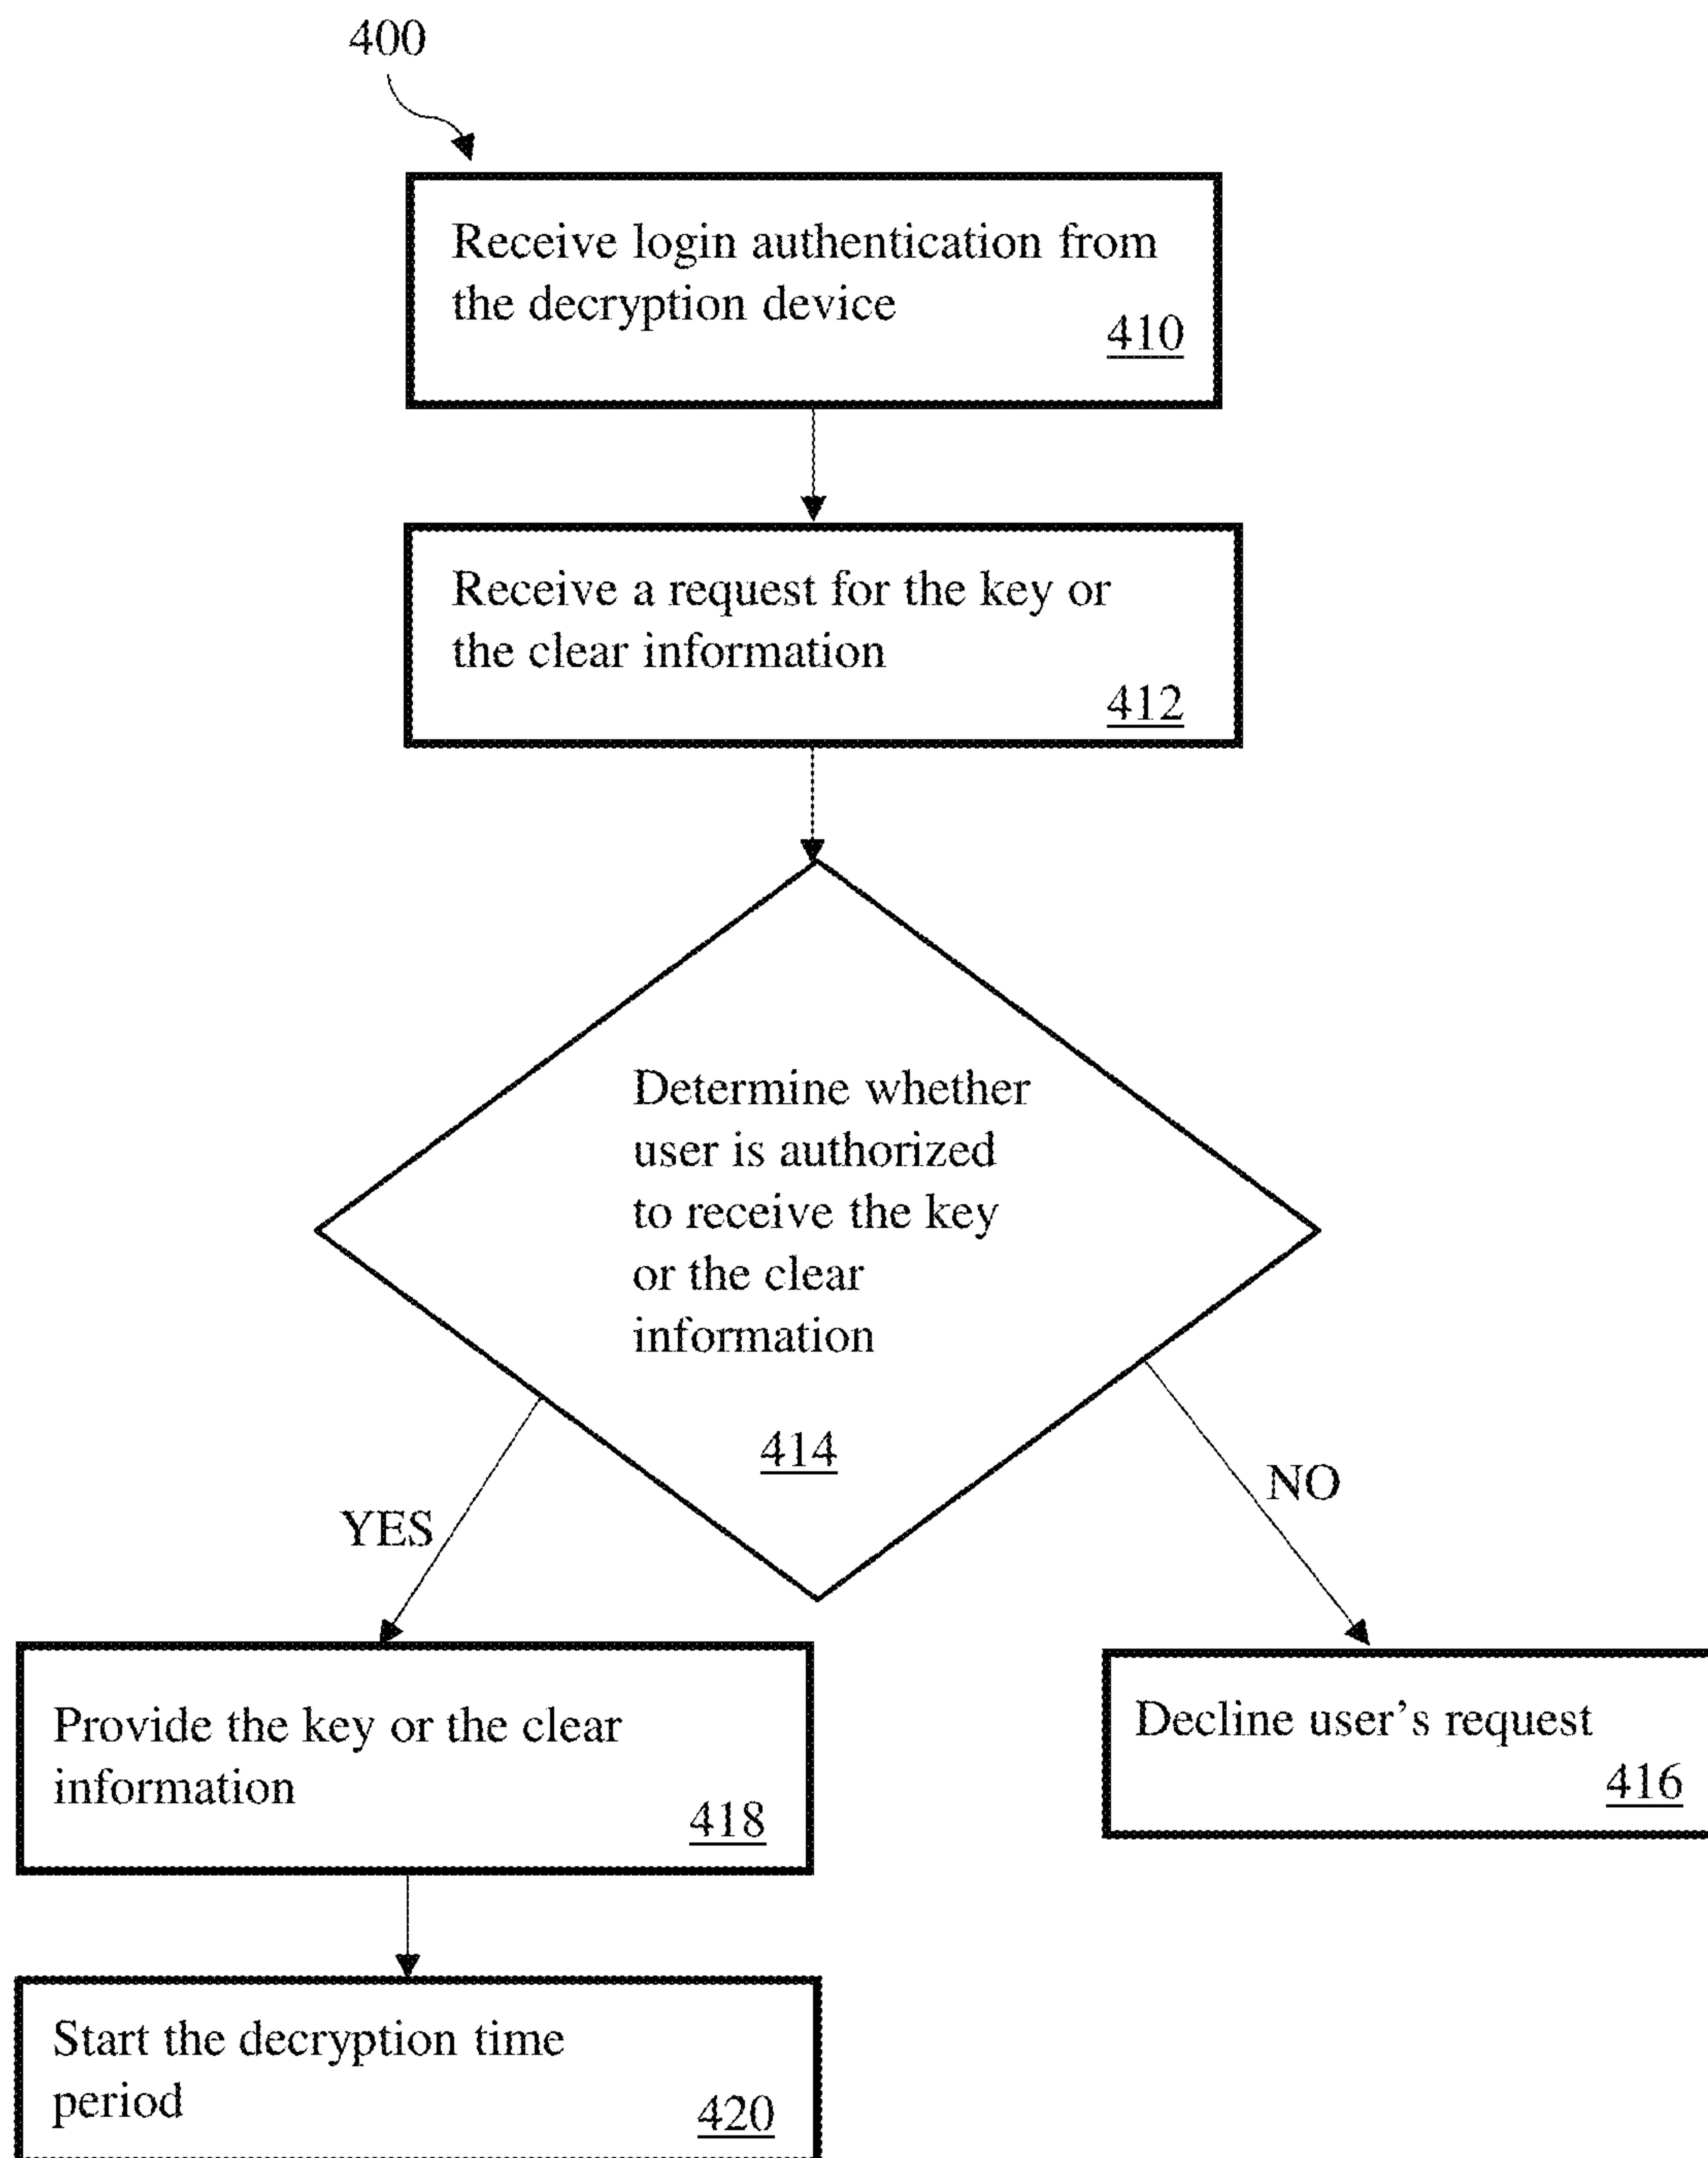 400
Receive login authentication from
the decryption device
410
Receive a request for the key or
the clear information
412
Determine whether
user is authorized
to receive the key
or the clear
information
414
YES
NO
Provide the key or the clear
information
418
Decline user's request
416
Start the decryption time
period
420